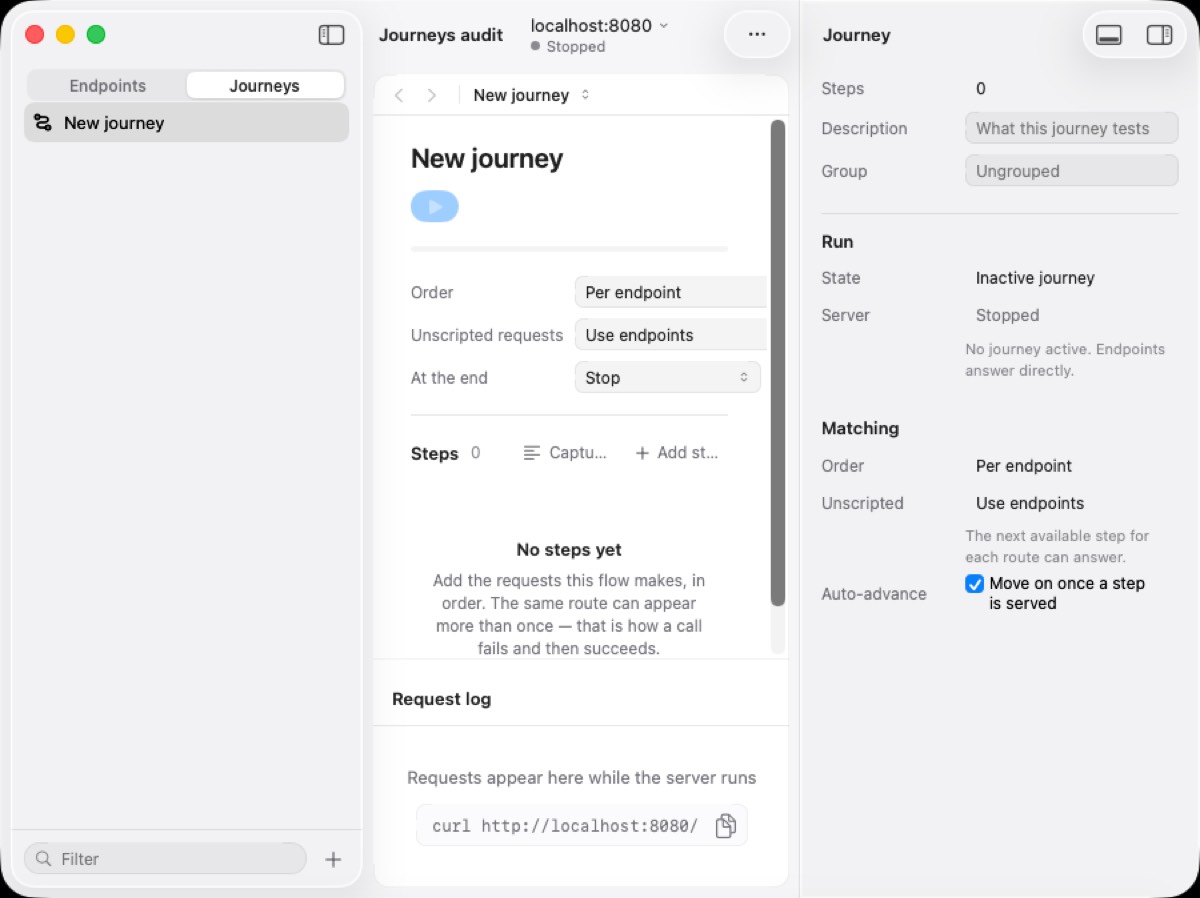 Journeys audit
localhost:8080
Stopped
Journey
Endpoints
Journeys
New journey
New journey
New journey
Order
Per endpoint
Unscripted requests
Use endpoints
At the end
Stop
Steps 0
Captu...
Add st...
No steps yet
Add the requests this flow makes, in
order. The same route can appear
more than once — that is how a call
fails and then succeeds.
Request log
Requests appear here while the server runs
curl http://localhost:8080/
Filter
Steps
0
Description
What this journey tests
Group
Ungrouped
Run
State
Inactive journey
Server
Stopped
No journey active. Endpoints
answer directly.
Matching
Order
Per endpoint
Unscripted
Use endpoints
The next available step for
each route can answer.
Auto-advance
Move on once a step
is served